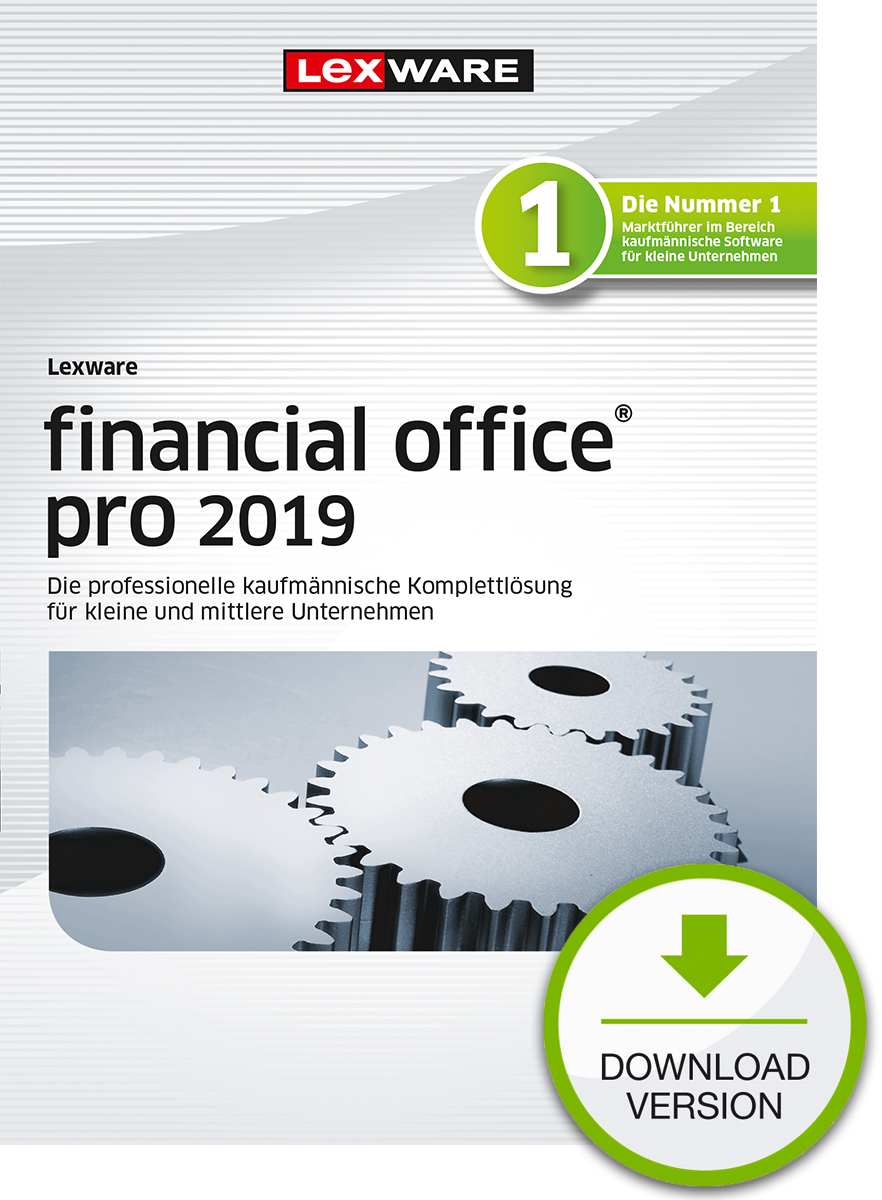 LEXWARE
1
Die Nummer 1
Marktführer im Bereich
kaufmännische Software
für kleine Unternehmen
Lexware
financial office®
pro 2019
Die professionelle kaufmännische Komplettlösung
für kleine und mittlere Unternehmen
DOWNLOAD
VERSION